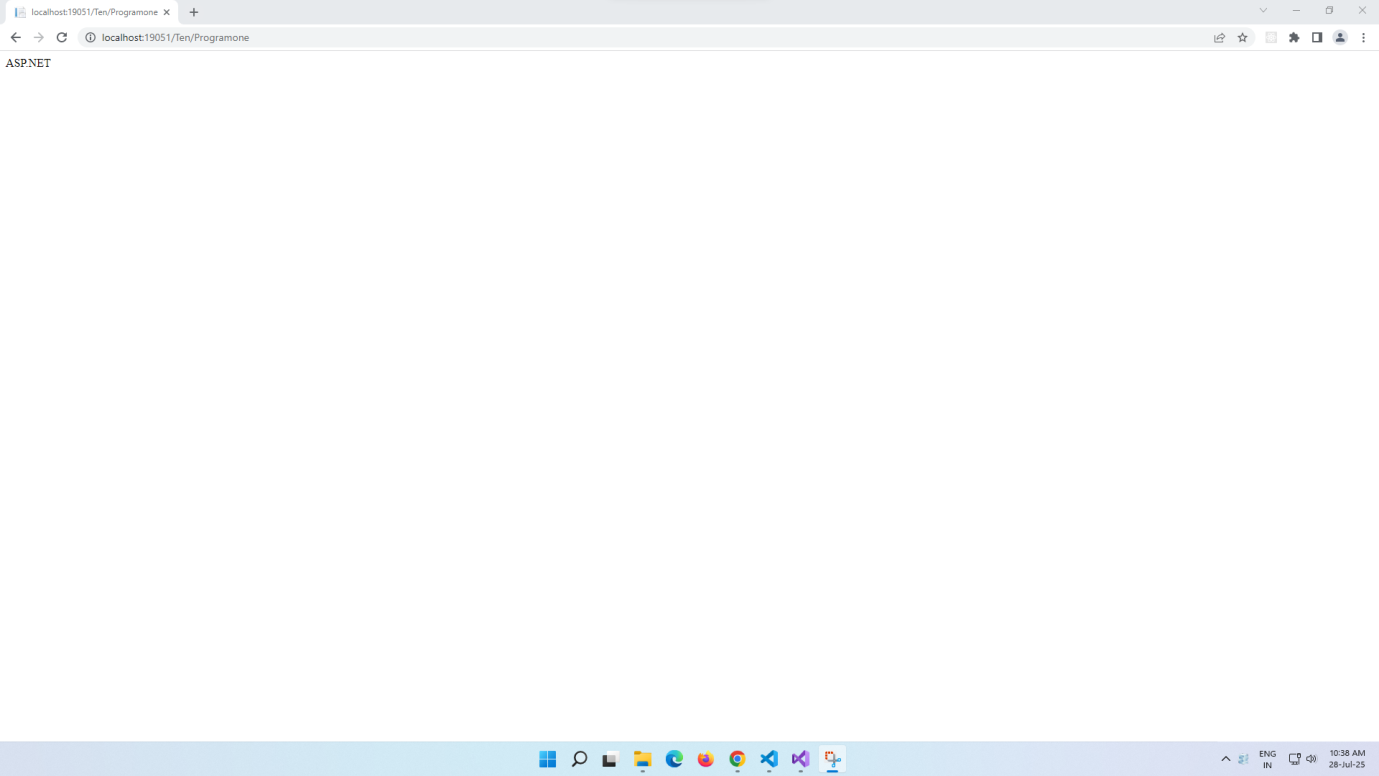 localhost:19051/Ten/Programone
localhost:19051/Ten/Programone
ASP.NET
ENG
IN
10:38 AM
28-Jul-25